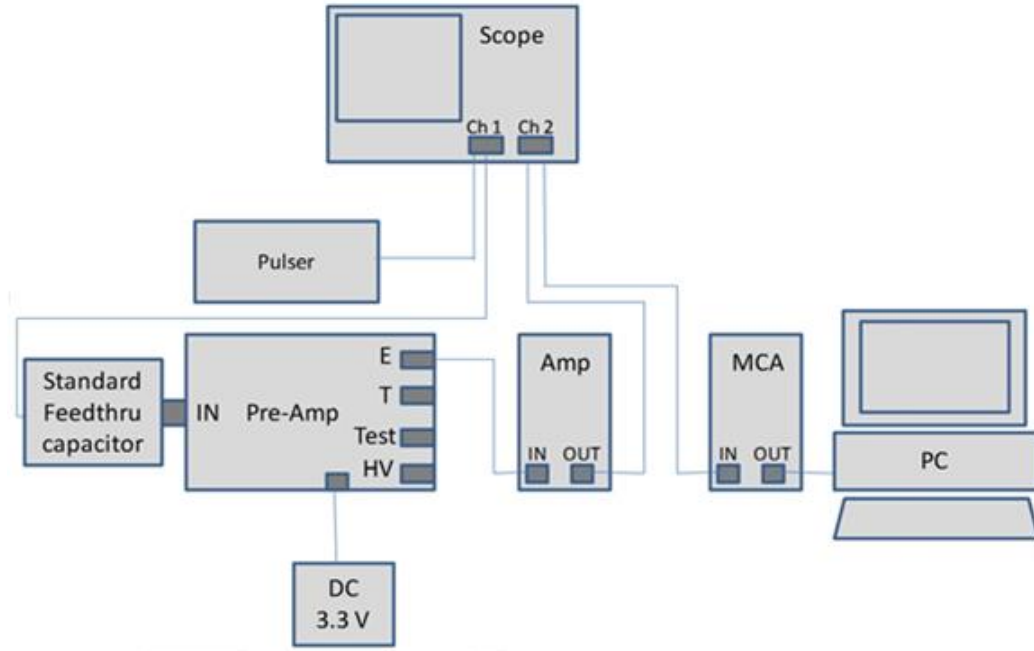 Scope
Ch 1 Ch 2
Pulser
Standard
Feedthru
capacitor
IN
Pre-Amp
E
T
Test
HV
Amp
IN OUT
MCA
IN OUT
PC
DC
3.3 V